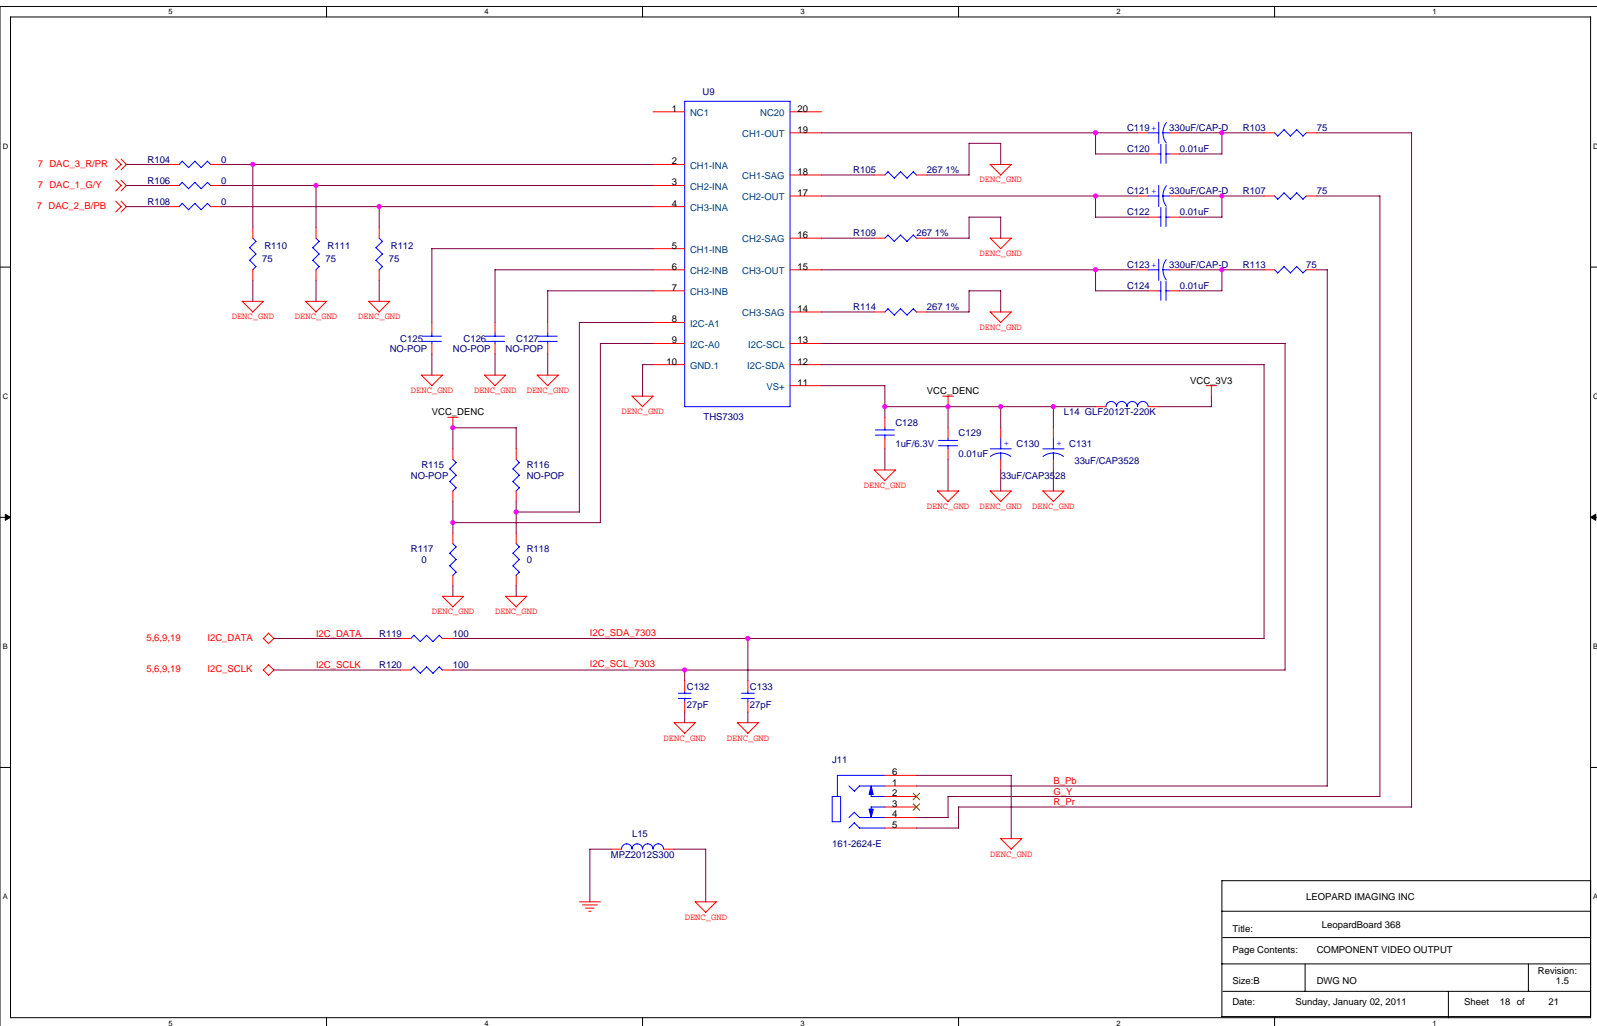 5 4 3 2 1
D D
C C
B B
A A
U9
1 NC1 NC20 20
CH1-OUT 19
2 CH1-INA CH1-SAG 18
3 CH2-INA CH2-OUT 17
4 CH3-INA
CH2-SAG 16
5 CH1-INB
6 CH2-INB CH3-OUT 15
7 CH3-INB
CH3-SAG 14
8 I2C-A1
9 I2C-A0 I2C-SCL 13
10 GND.1 I2C-SDA 12
VS+ 11
THS7303
7 DAC_3_R/PR R104 0
7 DAC_1_G/Y R106 0
7 DAC_2_B/PB R108 0
R110 75
R111 75
R112 75
DENC_GND DENC_GND DENC_GND
C125 NO-POP
C126 NO-POP
C127 NO-POP
DENC_GND DENC_GND DENC_GND
DENC_GND
C119 + 330uF/CAP-D R103 75
C120 0.01uF
R105 267 1%
DENC_GND
C121 + 330uF/CAP-D R107 75
C122 0.01uF
R109 267 1%
DENC_GND
C123 + 330uF/CAP-D R113 75
C124 0.01uF
R114 267 1%
DENC_GND
VCC_DENC
VCC_3V3
L14 GLF2012T-220K
C128 1uF/6.3V
C129 0.01uF
+ C130 33uF/CAP3528
+ C131 33uF/CAP3528
DENC_GND
DENC_GND DENC_GND DENC_GND
VCC_DENC
R115 NO-POP
R116 NO-POP
R117 0
R118 0
DENC_GND DENC_GND
5,6,9,19 I2C_DATA I2C_DATA R119 100 I2C_SDA_7303
5,6,9,19 I2C_SCLK I2C_SCLK R120 100 I2C_SCL_7303
C132 27pF
C133 27pF
DENC_GND DENC_GND
J11
6
1 B_Pb
2 G_Y
3 R_Pr
4
5
161-2624-E
DENC_GND
L15
MPZ2012S300
DENC_GND
LEOPARD IMAGING INC
Title: LeopardBoard 368
Page Contents: COMPONENT VIDEO OUTPUT
Size:B DWG NO Revision: 1.5
Date: Sunday, January 02, 2011 Sheet 18 of 21
5 4 3 2 1